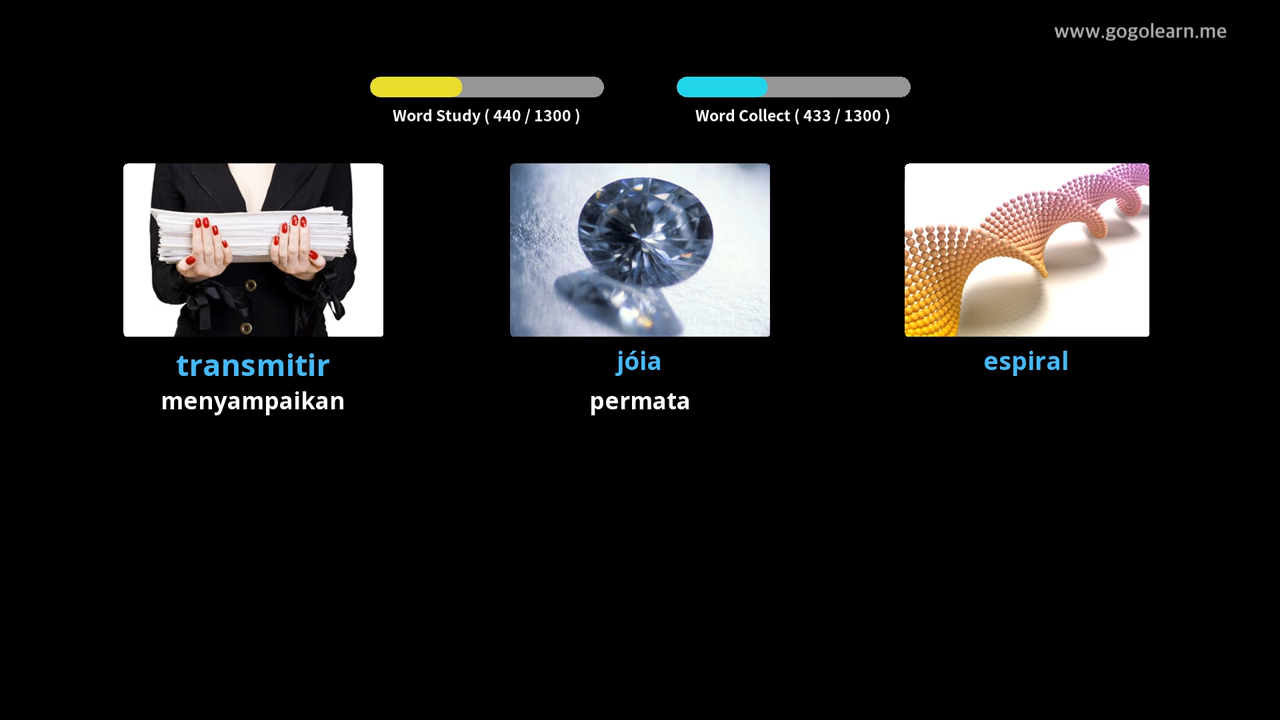 www.gogolearn.me
Word Study ( 440 / 1300 )
Word Collect ( 433 / 1300 )
transmitir
menyampaikan
jóia
permata
espiral